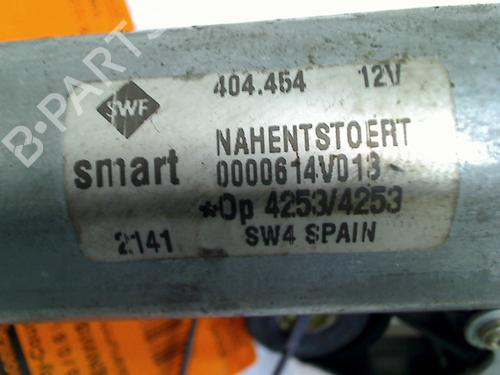 404.454 12V
SWF
NAHENTSTOERT
smart 0000614V013
*Op 4253/4253
2141 SW4 SPAIN
B-PARTS